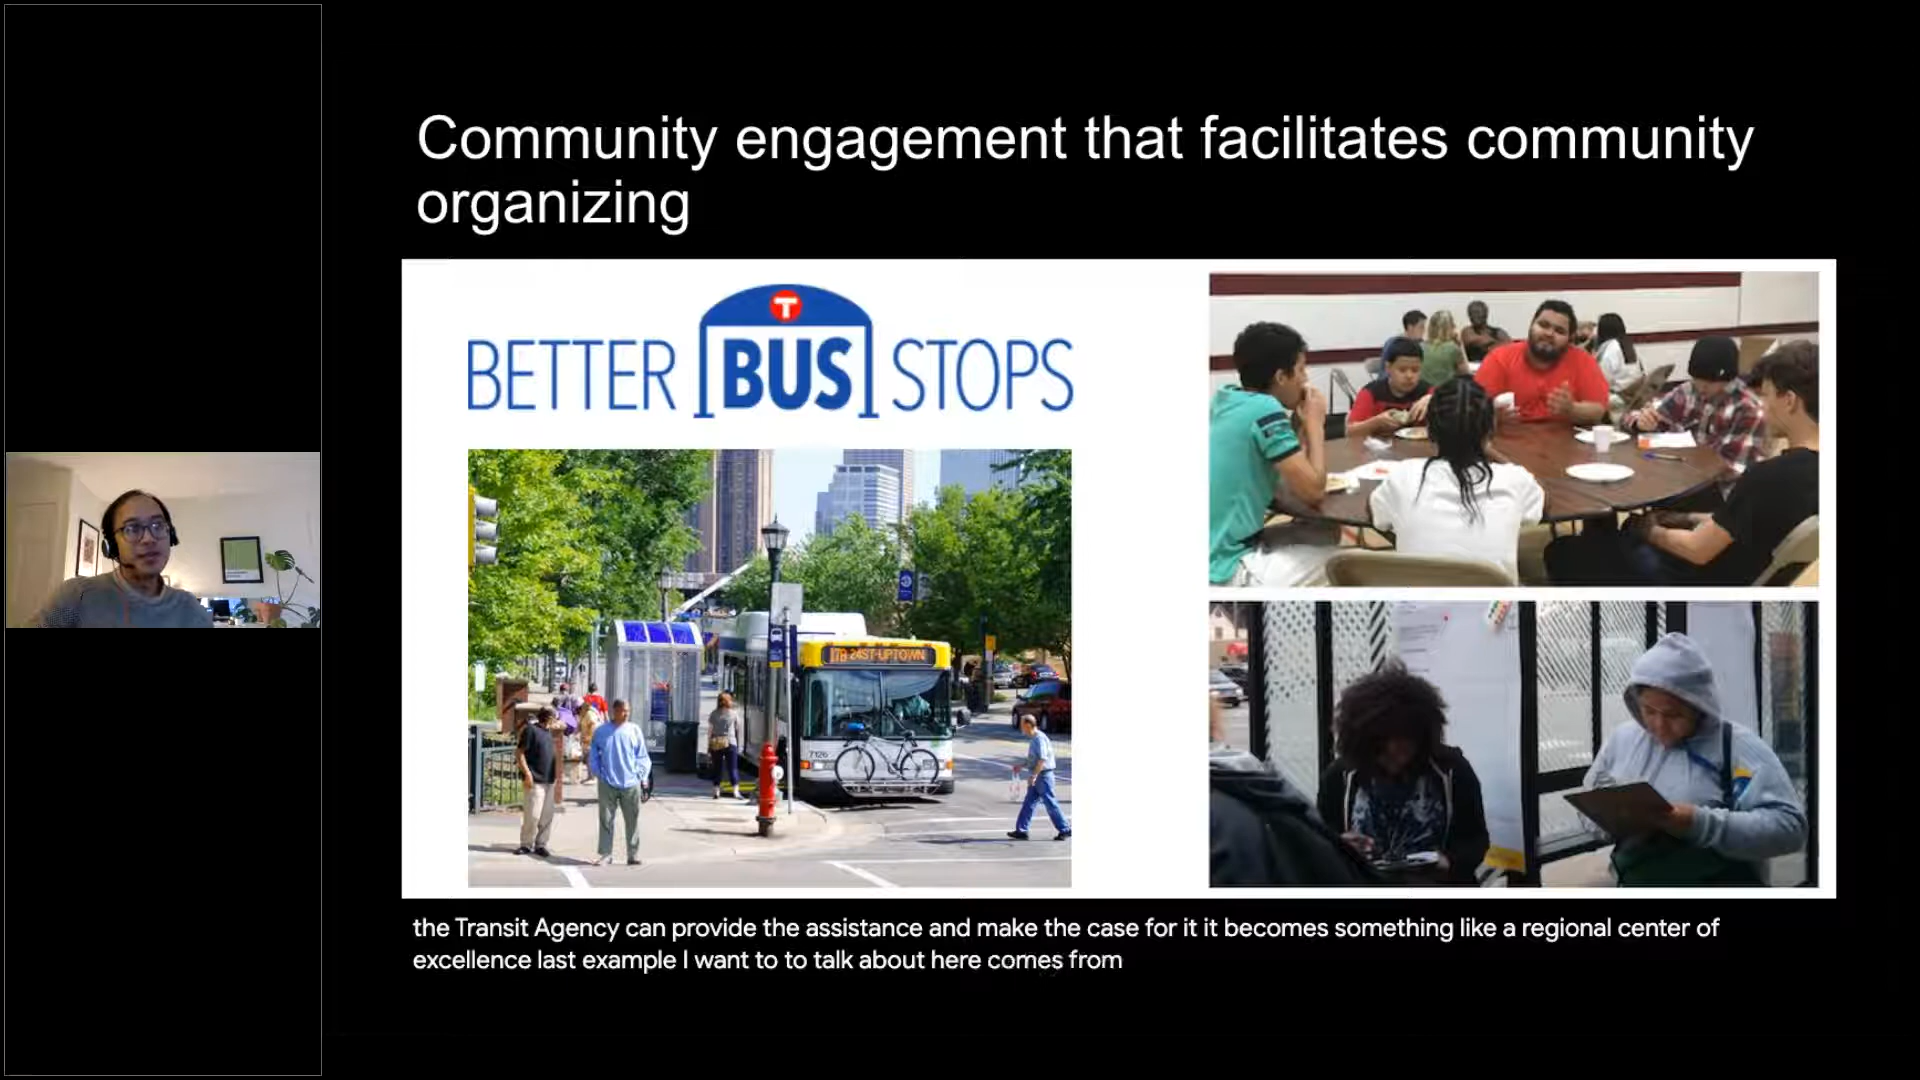 Community engagement that facilitates community
organizing
T
BETTER BUS STOPS
17B 24ST-UPTOWN
7126
the Transit Agency can provide the assistance and make the case for it it becomes something like a regional center of
excellence last example I want to to talk about here comes from